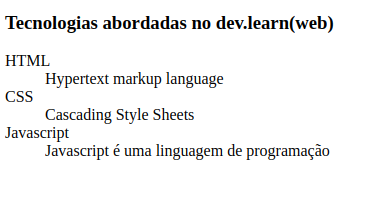 Tecnologias abordadas no dev.learn(web)
HTML
Hypertext markup language
CSS
Cascading Style Sheets
Javascript
Javascript é uma linguagem de programação